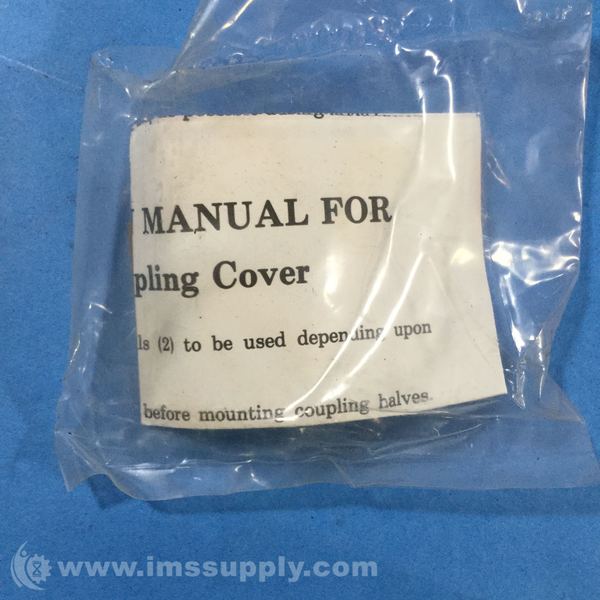 MANUAL FOR
pling Cover
ls (2) to be used depending upon
before mounting coupling halves.
www.imssupply.com